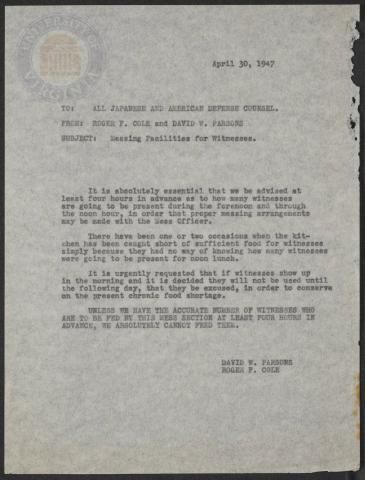 UNIVERSITY of VIRGINIA
April 30, 1947
TO: ALL JAPANESE AND AMERICAN DEFENSE COUNSEL.
FROM: ROGER F. COLE and DAVID W. PARSONS
SUBJECT: Messing Facilities for Witnesses.
It is absolutely essential that we be advised at
least four hours in advance as to how many witnesses
are going to be present during the forenoon and through
the noon hour, in order that proper messing arrangements
may be made with the Mess Officer.
There have been one or two occasions when the kit-
chen has been caught short of sufficient food for witnesses
simply because they had no way of knowing how many witnesses
were going to be present for noon lunch.
It is urgently requested that if witnesses show up
in the morning and it is decided they will not be used until
the following day, that they be excused, in order to conserve
on the present chronic food shortage.
UNLESS WE HAVE THE ACCURATE NUMBER OF WITNESSES WHO
ARE TO BE FED BY THIS MESS SECTION AT LEAST FOUR HOURS IN
ADVANCE, WE ABSOLUTELY CANNOT FEED THEM.
DAVID W. PARSONS
ROGER F. COLE